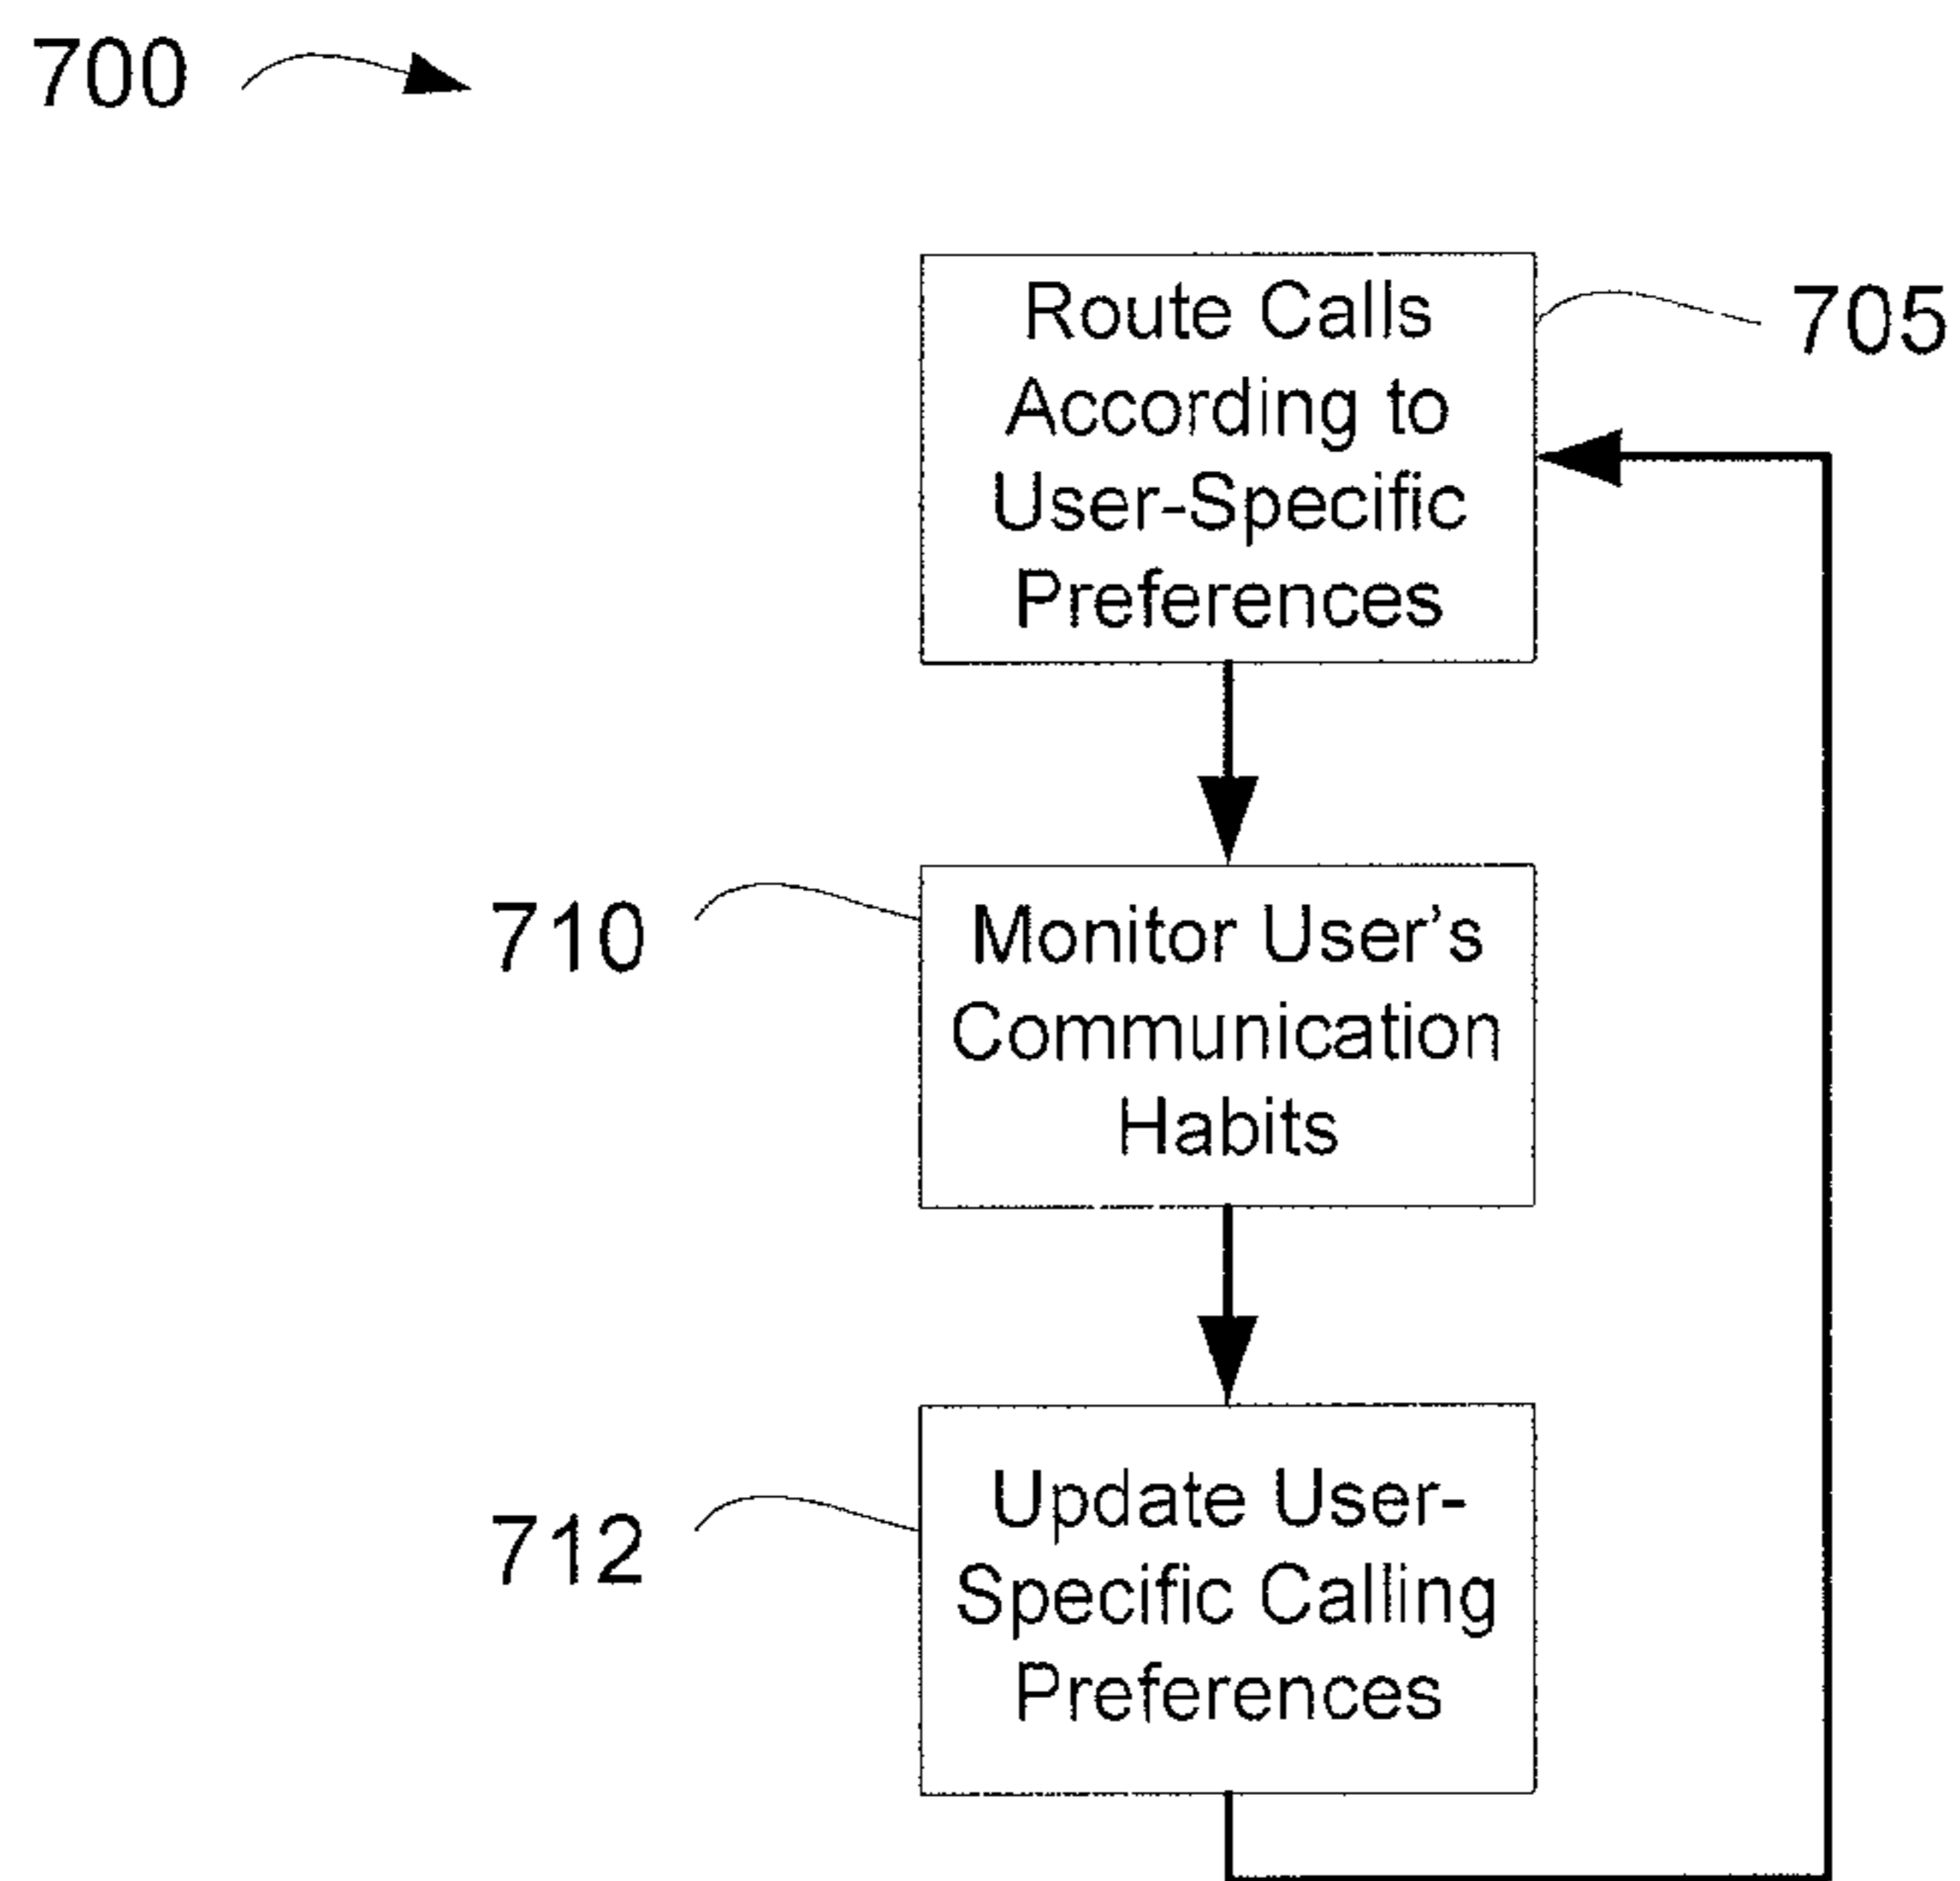 700
Route Calls
According to
User-Specific
Preferences
705
710
Monitor User's
Communication
Habits
712
Update User-
Specific Calling
Preferences